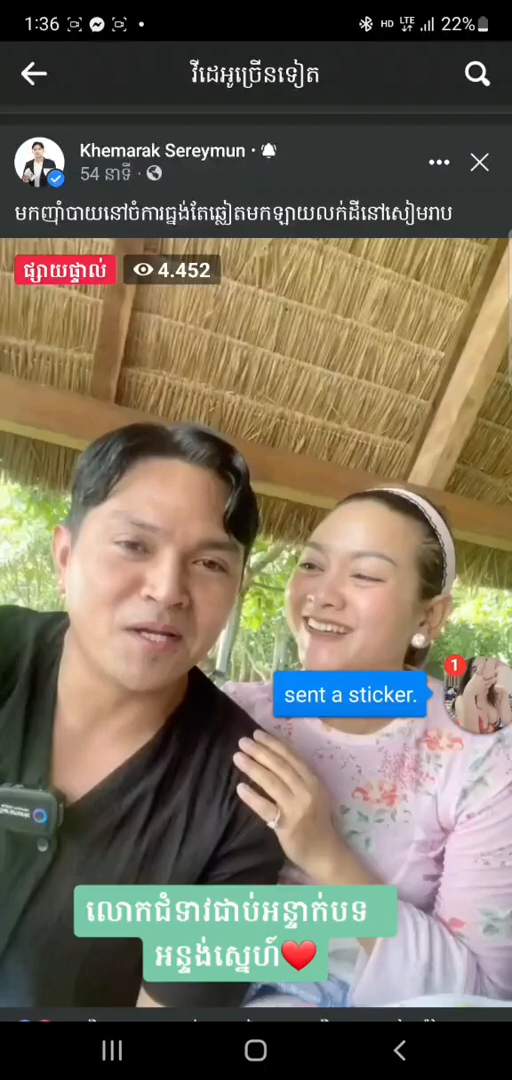 1:36
HD LTE 22%
វីដេអូច្រើនទៀត
Khemarak Sereymun ·
54 នាទី ·
មកញ៉ាំបាយនៅចំការធ្នង់តែឆ្លៀតមកឡាយលក់ដីនៅសៀមរាប
ផ្សាយផ្ទាល់ 4.452
1
sent a sticker.
លោកជំទាវជាប់អន្ទាក់បទ
អន្ទង់ស្នេហ៍❤️